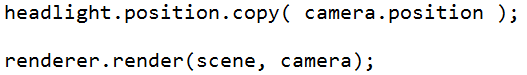 headlight.position.copy( camera.position );
renderer.render(scene, camera);